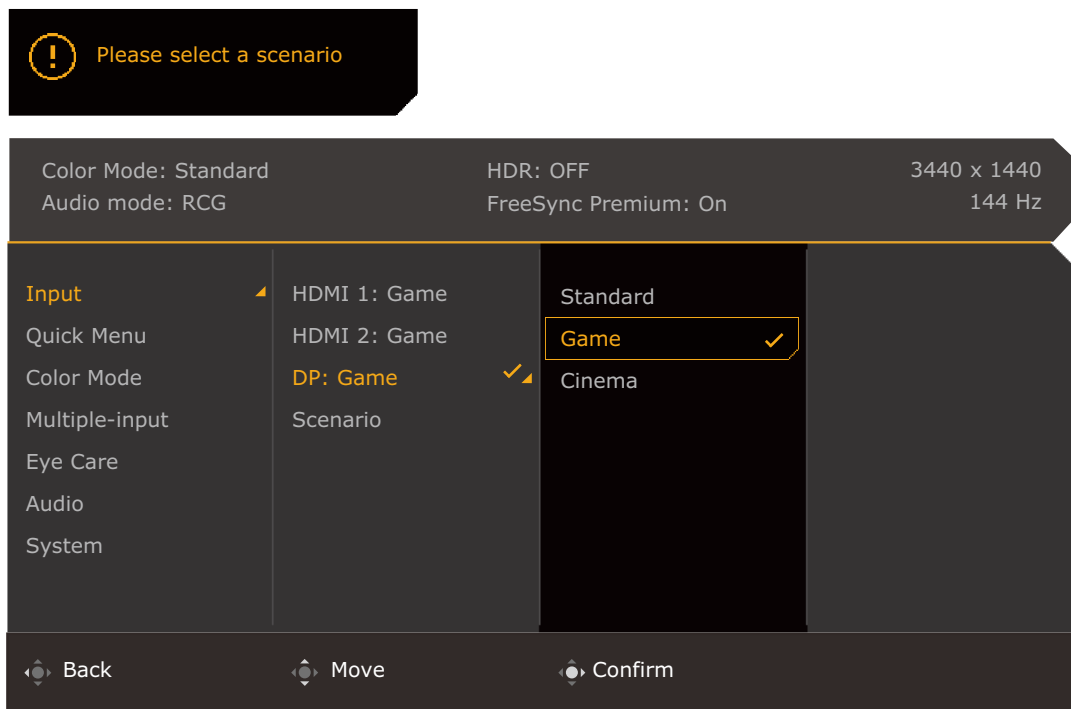 Please select a scenario
Color Mode: Standard
HDR: OFF
3440 x 1440
Audio mode: RCG
FreeSync Premium: On
144 Hz
Input
Quick Menu
Color Mode
Multiple-input
Eye Care
Audio
System
HDMI 1: Game
HDMI 2: Game
DP: Game
Scenario
Standard
Game
Cinema
Back
Move
Confirm